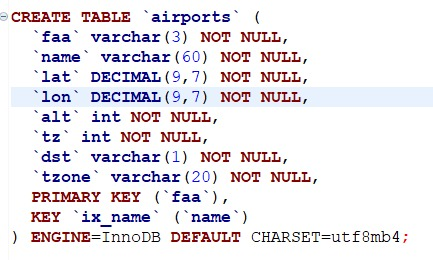 CREATE TABLE `airports` (
`faa` varchar(3) NOT NULL,
`name` varchar(60) NOT NULL,
`lat` DECIMAL(9,7) NOT NULL,
`lon` DECIMAL(9,7) NOT NULL,
`alt` int NOT NULL,
`tz` int NOT NULL,
`dst` varchar(1) NOT NULL,
`tzone` varchar(20) NOT NULL,
PRIMARY KEY (`faa`),
KEY `ix_name` (`name`)
) ENGINE=InnoDB DEFAULT CHARSET=utf8mb4;